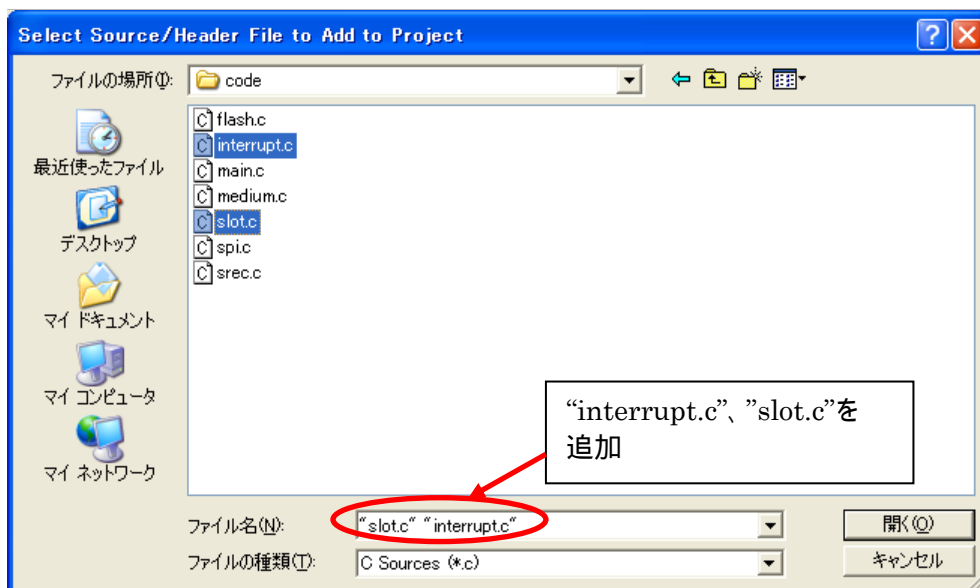 Select Source/Header File to Add to Project
ファイルの場所(I):
code
flash.c
interrupt.c
main.c
medium.c
slot.c
spi.c
srec.c
最近使ったファイル
デスクトップ
マイ ドキュメント
マイ コンピュータ
マイ ネットワーク
“interrupt.c”、”slot.c”を
追加
ファイル名(N):
"slot.c" "interrupt.c"
開く(O)
ファイルの種類(T):
C Sources (*.c)
キャンセル